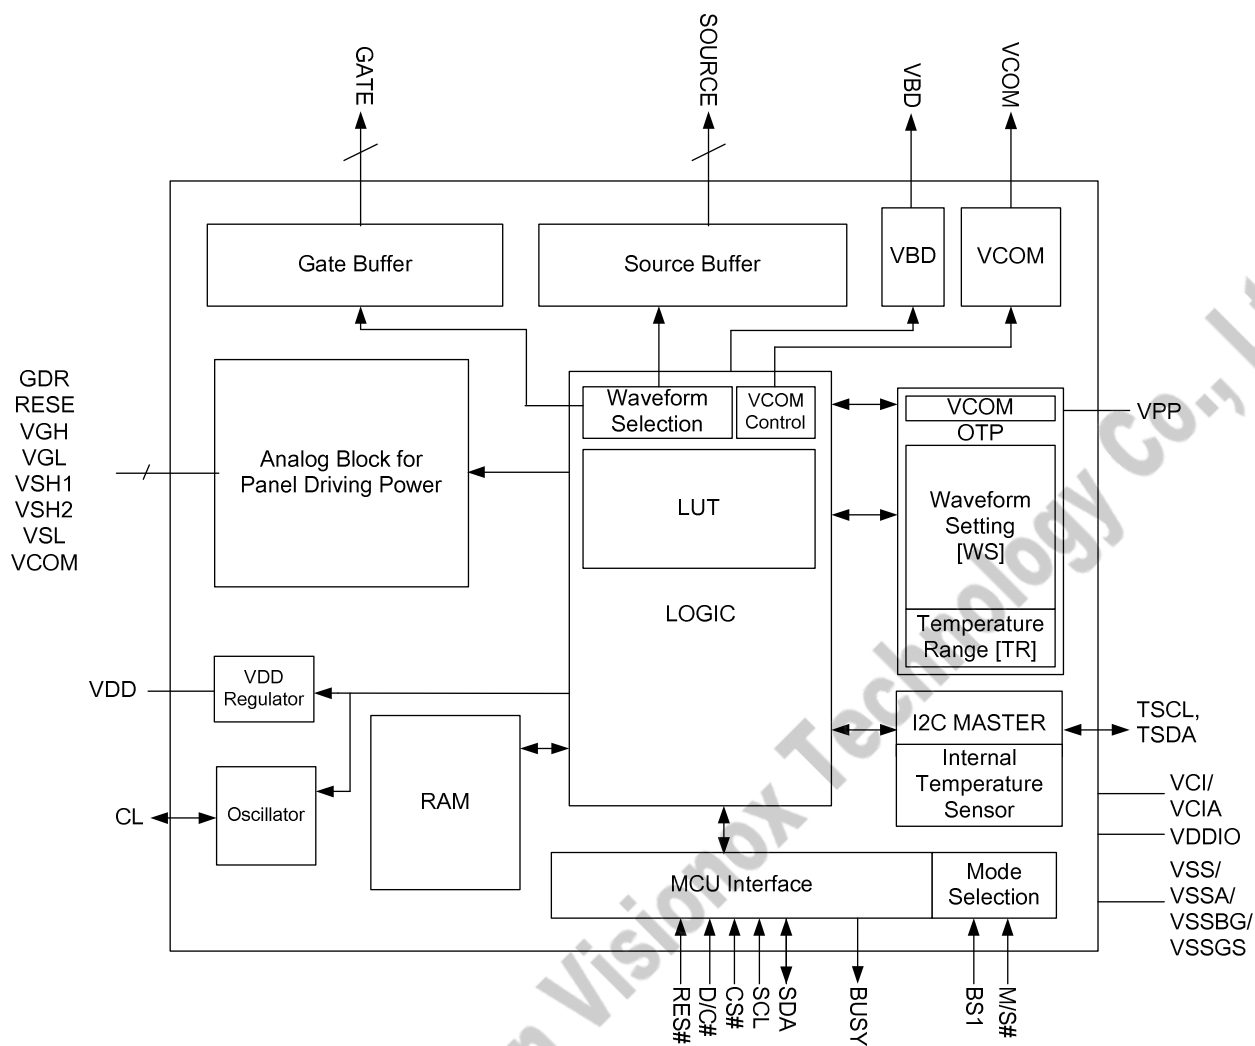 GATE
SOURCE
VBD
VCOM
Gate Buffer
Source Buffer
VBD
VCOM
GDR
RESE
VGH
VGL
VSH1
VSH2
VSL
VCOM
Analog Block for
Panel Driving Power
Waveform
Selection
VCOM
Control
LUT
LOGIC
VCOM
OTP
Waveform
Setting
[WS]
Temperature
Range [TR]
VPP
VDD
VDD
Regulator
CL
Oscillator
RAM
I2C MASTER
Internal
Temperature
Sensor
TSCL,
TSDA
VCI/
VCIA
VDDIO
VSS/
VSSA/
VSSBG/
VSSGS
MCU Interface
Mode
Selection
RES#
D/C#
CS#
SCL
SDA
BUSY
BS1
M/S#
Visionox Technology Co.,